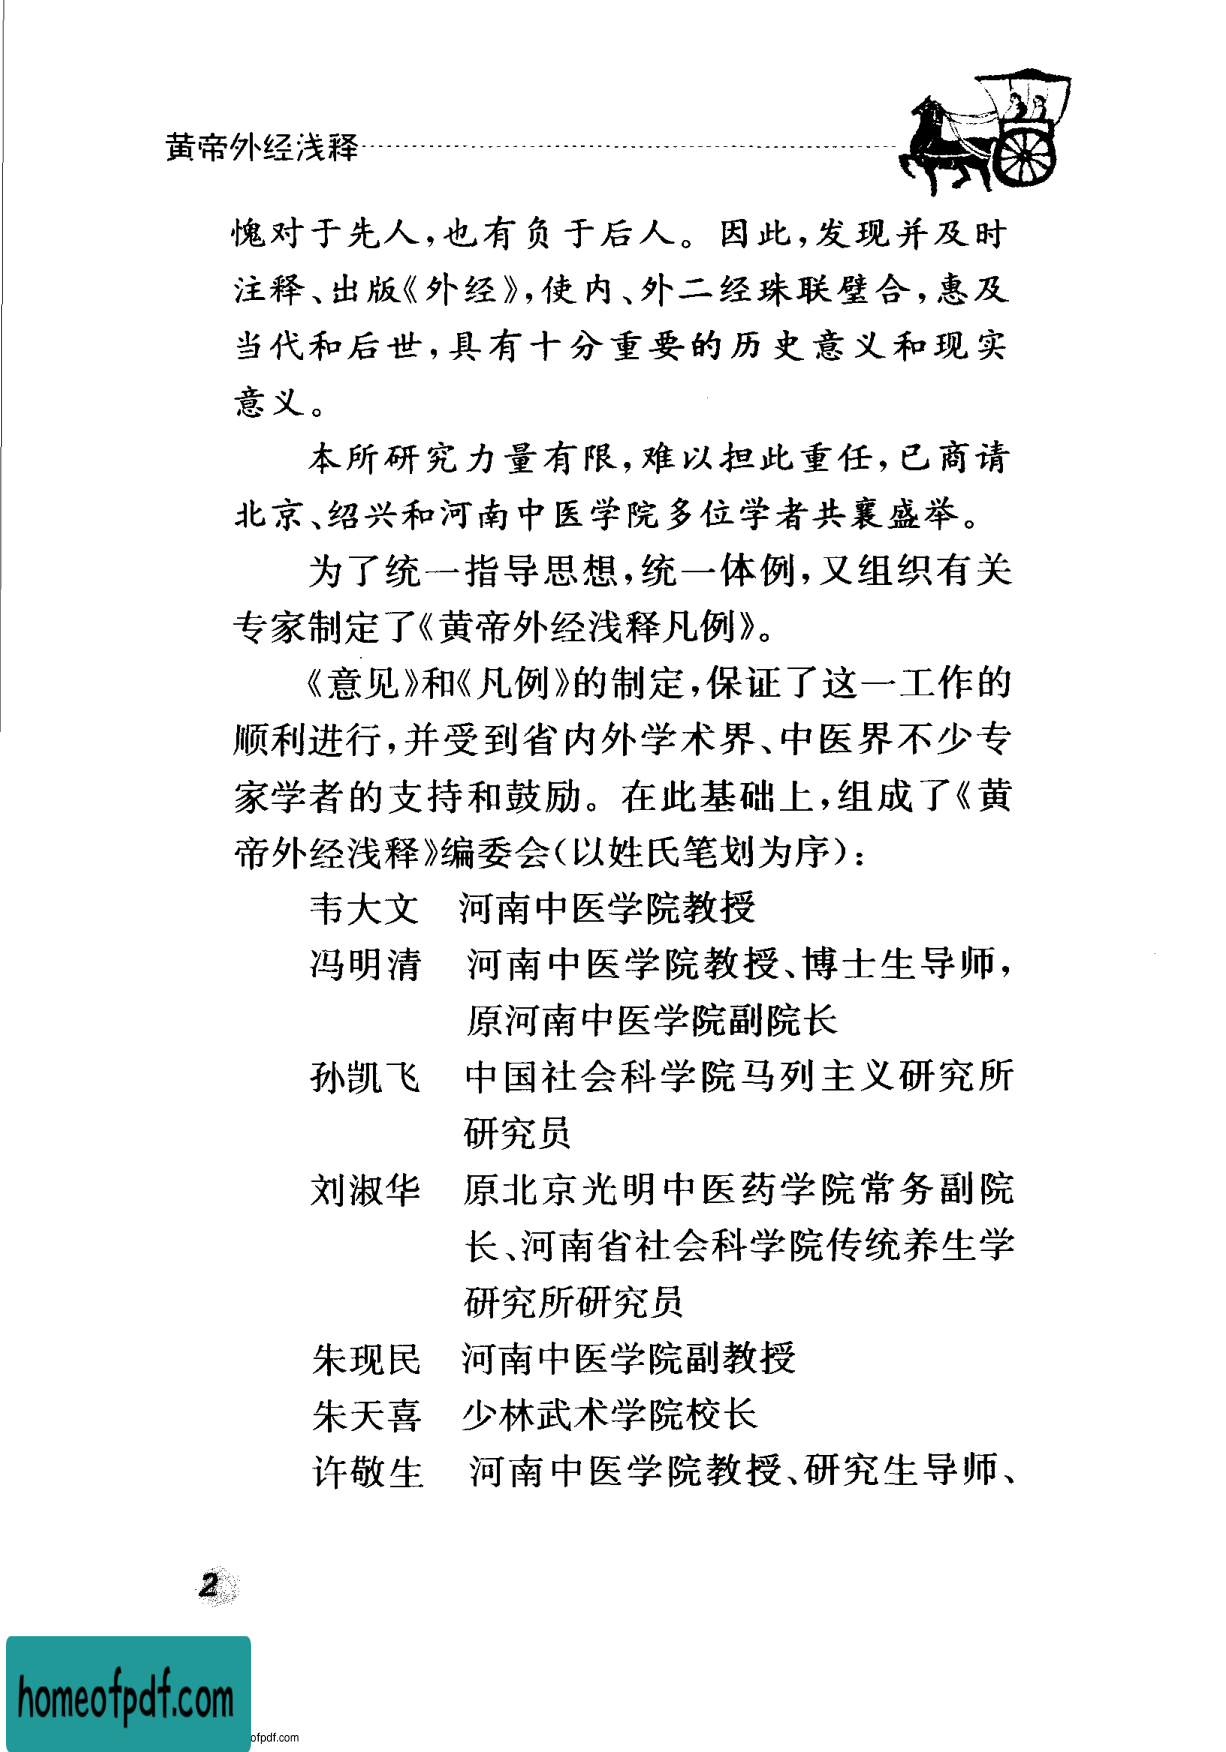 黄帝外经浅释
愧对于先人，也有负于后人。因此，发现并及时
注释、出版《外经》，使内、外二经珠联璧合，惠及
当代和后世，具有十分重要的历史意义和现实
意义。
本所研究力量有限，难以担此重任，已商请
北京、绍兴和河南中医学院多位学者共襄盛举。
为了统一指导思想，统一体例，又组织有关
专家制定了《黄帝外经浅释凡例》。
《意见》和《凡例》的制定，保证了这一工作的
顺利进行，并受到省内外学术界、中医界不少专
家学者的支持和鼓励。在此基础上，组成了《黄
帝外经浅释》编委会（以姓氏笔划为序）：
韦大文　河南中医学院教授
冯明清　河南中医学院教授、博士生导师，
原河南中医学院副院长
孙凯飞　中国社会科学院马列主义研究所
研究员
刘淑华　原北京光明中医药学院常务副院
长、河南省社会科学院传统养生学
研究所研究员
朱现民　河南中医学院副教授
朱天喜　少林武术学院校长
许敬生　河南中医学院教授、研究生导师、
2
homeofpdf.com
ofpdf.com